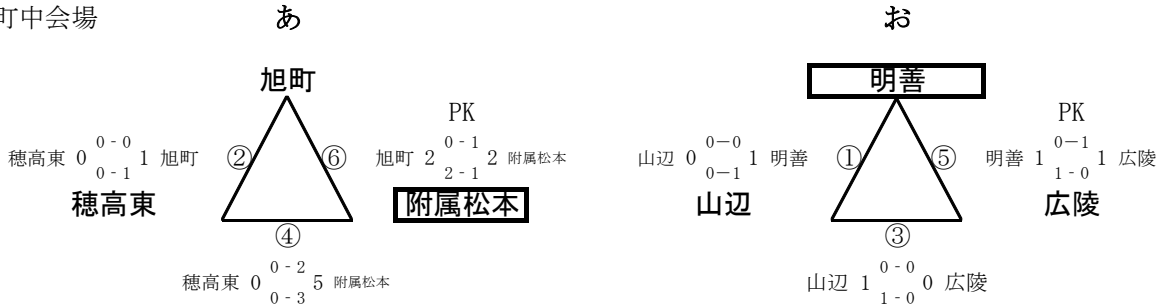 町中会場 あ お
旭町 明善
PK PK
0 - 0 0 - 1 0-0 0-1
穂高東 0 1 旭町 ② ⑥ 旭町 2 2 附属松本 山辺 0 1 明善 ① ⑤ 明善 1 1 広陵
0 - 1 2 - 1 0-1 1 - 0
穂高東 附属松本 山辺 広陵
④ ③
0 - 2 0 - 0
穂高東 0 5 附属松本 山辺 1 0 広陵
0 - 3 1 - 0